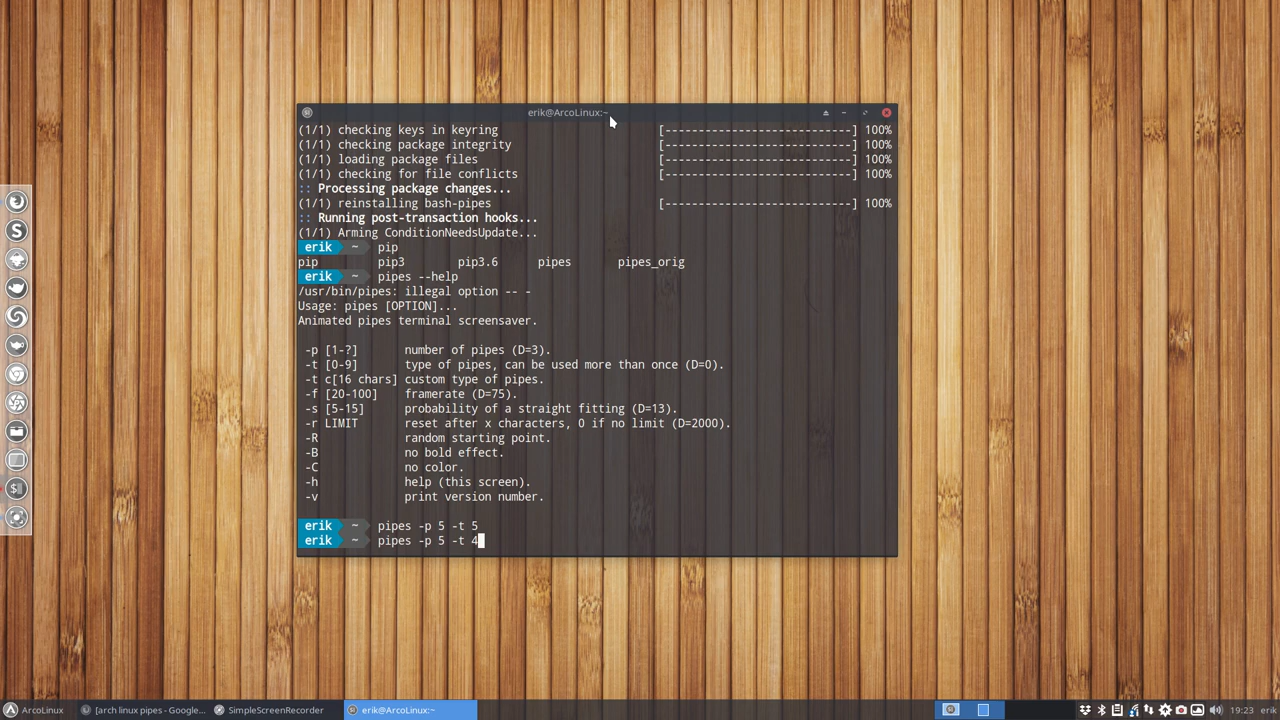 erik@ArcoLinux:~
(1/1) checking keys in keyring [-----------------------------] 100%
(1/1) checking package integrity [-----------------------------] 100%
(1/1) loading package files [-----------------------------] 100%
(1/1) checking for file conflicts [-----------------------------] 100%
:: Processing package changes...
(1/1) reinstalling bash-pipes [-----------------------------] 100%
:: Running post-transaction hooks...
(1/1) Arming ConditionNeedsUpdate...
erik ~ pip
pip pip3 pip3.6 pipes pipes_orig
erik ~ pipes --help
/usr/bin/pipes: illegal option -- -
Usage: pipes [OPTION]...
Animated pipes terminal screensaver.
-p [1-?] number of pipes (D=3).
-t [0-9] type of pipes, can be used more than once (D=0).
-t c[16 chars] custom type of pipes.
-f [20-100] framerate (D=75).
-s [5-15] probability of a straight fitting (D=13).
-r LIMIT reset after x characters, 0 if no limit (D=2000).
-R random starting point.
-B no bold effect.
-C no color.
-h help (this screen).
-v print version number.
erik ~ pipes -p 5 -t 5
erik ~ pipes -p 5 -t 4
ArcoLinux [arch linux pipes - Google... SimpleScreenRecorder erik@ArcoLinux:~ 19:23 erik